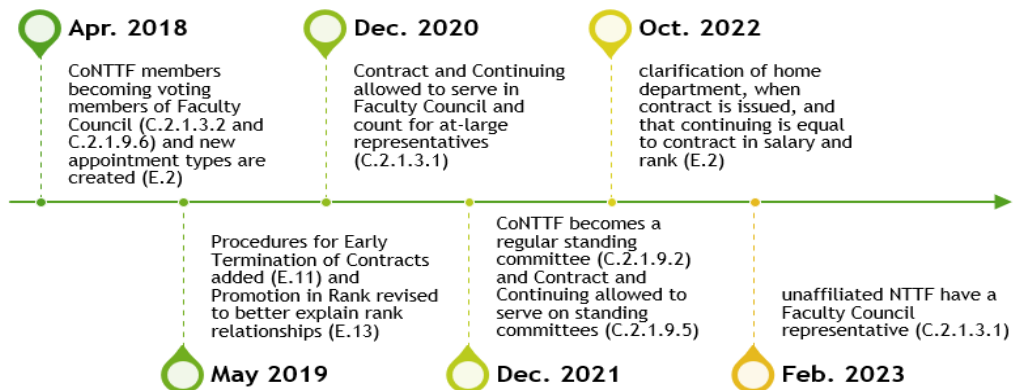 Apr. 2018
CoNTTF members
becoming voting
members of Faculty
Council (C.2.1.3.2 and
C.2.1.9.6) and new
appointment types are
created (E.2)
Dec. 2020
Contract and Continuing
allowed to serve in
Faculty Council and
count for at-large
representatives
(C.2.1.3.1)
Oct. 2022
clarification of home
department, when
contract is issued, and
that continuing is equal
to contract in salary and
rank (E.2)
Procedures for Early
Termination of Contracts
added (E.11) and
Promotion in Rank revised
to better explain rank
relationships (E.13)
May 2019
CoNTTF becomes a
regular standing
committee (C.2.1.9.2)
and Contract and
Continuing allowed to
serve on standing
committees (C.2.1.9.5)
Dec. 2021
unaffiliated NTTF have a
Faculty Council
representative (C.2.1.3.1)
Feb. 2023